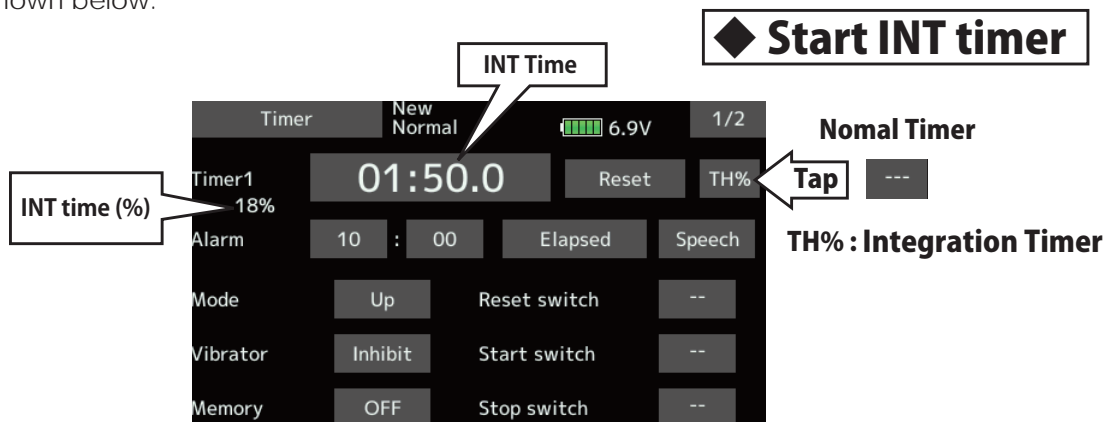 nown below.
◆ Start INT timer
INT Time
Timer New Normal 6.9V 1/2
Nomal Timer
Timer1 01:50.0 Reset TH% Tap ---
INT time (%) 18%
Alarm 10 : 00 Elapsed Speech
TH% : Integration Timer
Mode Up Reset switch --
Vibrator Inhibit Start switch --
Memory OFF Stop switch --